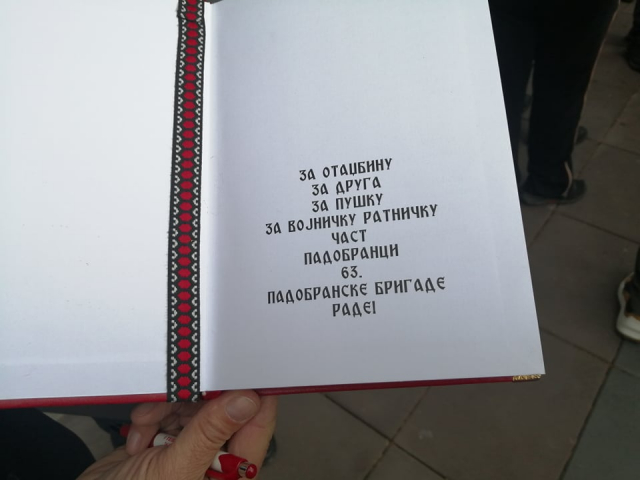 ЗА ОТАЏБИНУ
ЗА ДРУГА
ЗА ПУШКУ
ЗА ВОЈНИЧКУ РАТНИЧКУ
ЧАСТ
ПАДОБРАНЦИ
63.
ПАДОБРАНСКЕ БРИГАДЕ
РАДЕ!